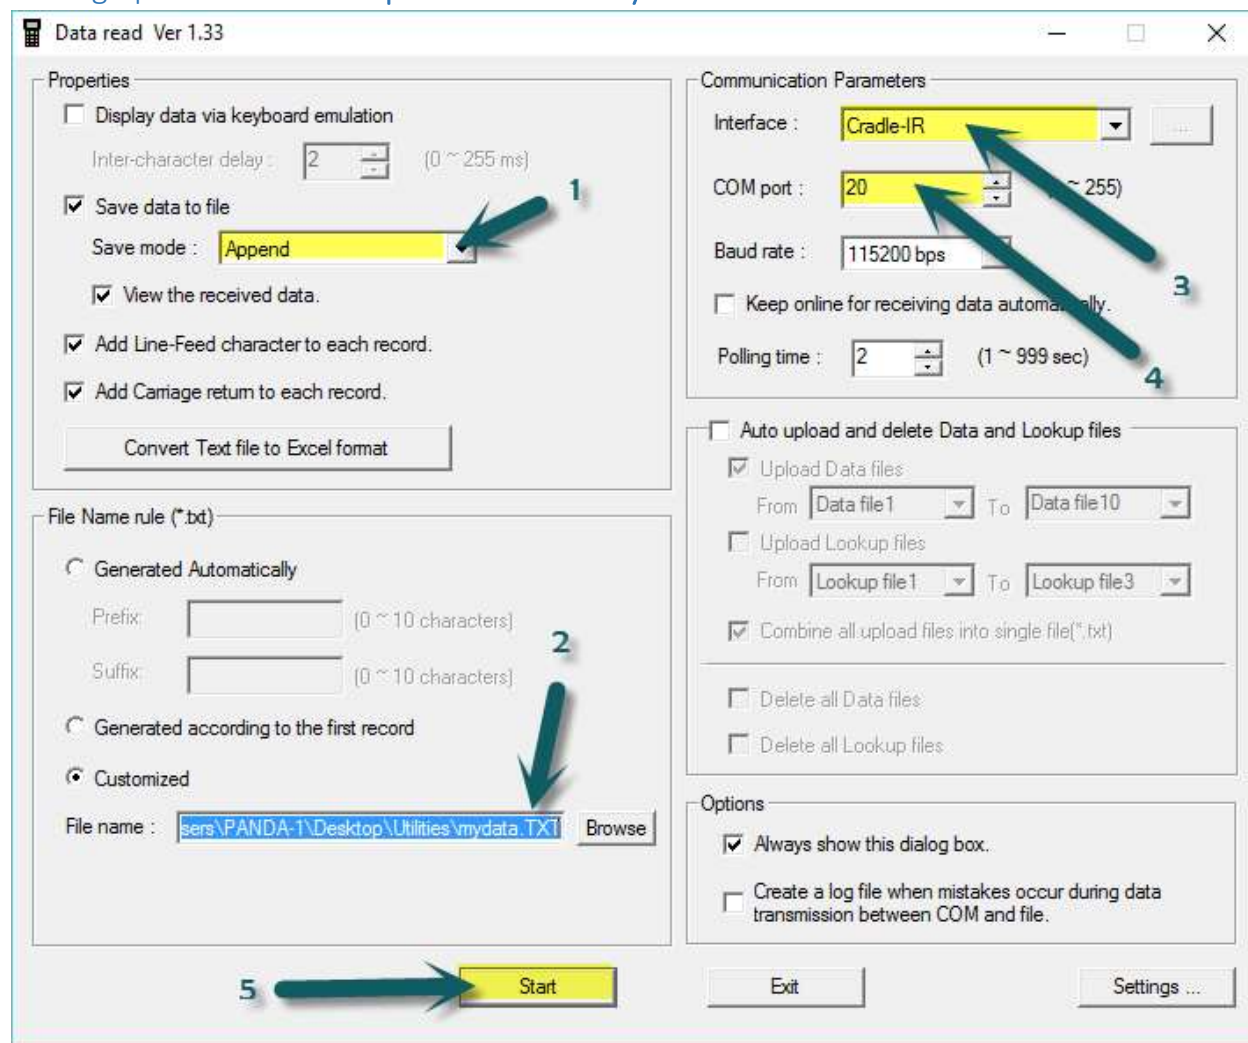 Data read Ver 1.33
Properties
Display data via keyboard emulation
Inter-character delay : 2 (0 ~ 255 ms)
Save data to file
1
Save mode : Append
View the received data.
Add Line-Feed character to each record.
Add Carriage return to each record.
Convert Text file to Excel format
File Name rule (*.txt)
Generated Automatically
Prefix: (0 ~ 10 characters)
2
Suffix: (0 ~ 10 characters)
Generated according to the first record
Customized
File name : sers\PANDA-1\Desktop\Utilities\mydata.TXT Browse
Communication Parameters
Interface : Cradle-IR ...
COM port : 20 ~ 255)
Baud rate : 115200 bps
3
Keep online for receiving data automatically.
Polling time : 2 (1 ~ 999 sec)
4
Auto upload and delete Data and Lookup files
Upload Data files
From Data file1 To Data file10
Upload Lookup files
From Lookup file1 To Lookup file3
Combine all upload files into single file(*.txt)
Delete all Data files
Delete all Lookup files
Options
Always show this dialog box.
Create a log file when mistakes occur during data
transmission between COM and file.
5 Start Exit Settings ...